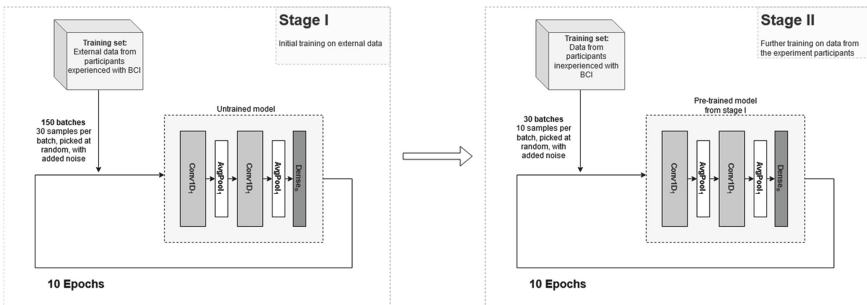 Stage I
Initial training on external data
Training set:
External data from
participants
experienced with BCI
150 batches
30 samples per
batch, picked at
random, with
added noise
Untrained model
Conv1D₁
AvgPool₁
Conv1D₁
AvgPool₁
Dense₈
10 Epochs
Stage II
Further training on data from
the experiment participants
Training set:
Data from
participants
inexperienced with
BCI
30 batches
10 samples per
batch, picked at
random, with
added noise
Pre-trained model
from stage I
Conv1D₁
AvgPool₁
Conv1D₁
AvgPool₁
Dense₈
10 Epochs